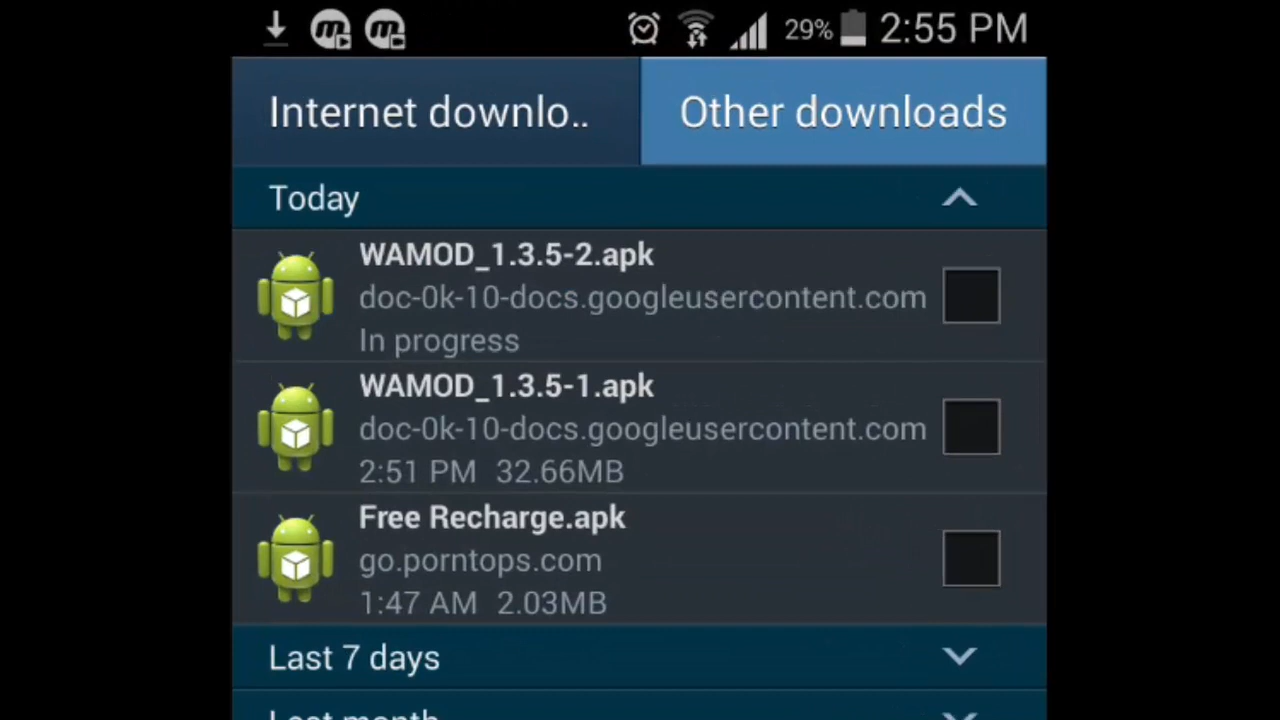 29% 2:55 PM
Internet downlo.. Other downloads
Today
WAMOD_1.3.5-2.apk
doc-0k-10-docs.googleusercontent.com
In progress
WAMOD_1.3.5-1.apk
doc-0k-10-docs.googleusercontent.com
2:51 PM 32.66MB
Free Recharge.apk
go.porntops.com
1:47 AM 2.03MB
Last 7 days
Last month